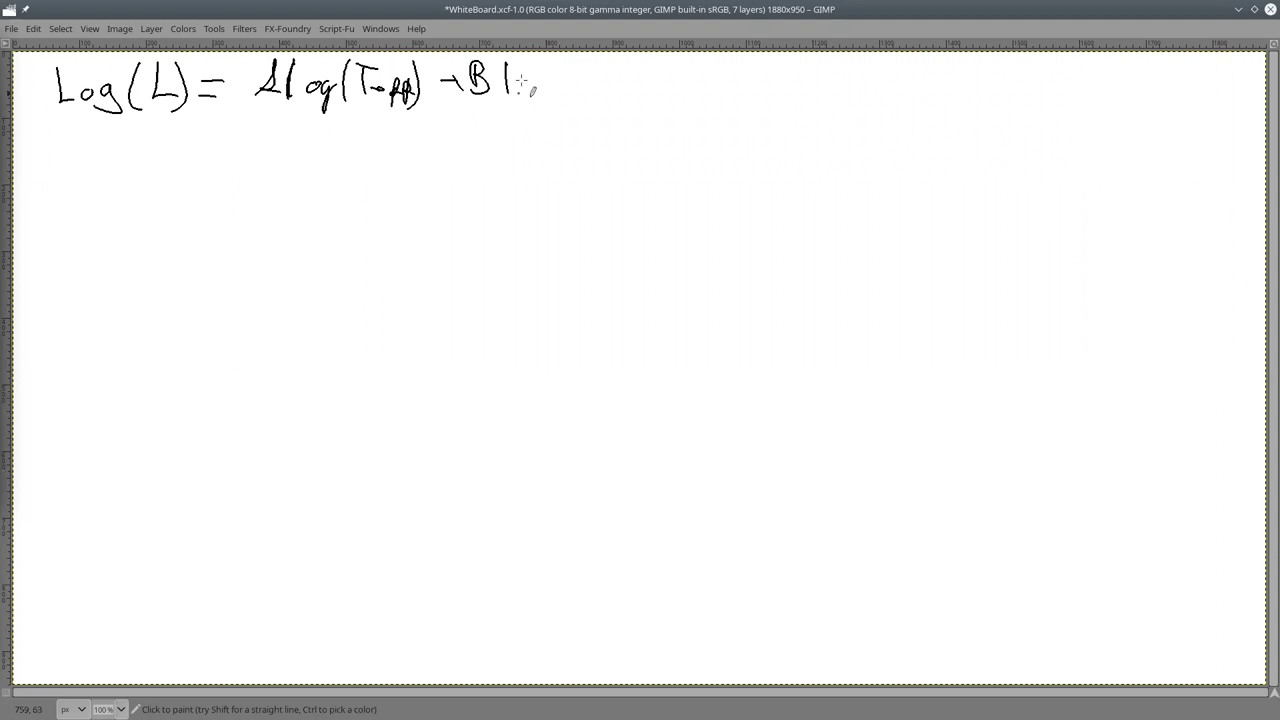 *WhiteBoard.xcf-1.0 (RGB color 8-bit gamma integer, GIMP built-in sRGB, 7 layers) 1880x950 – GIMP
File Edit Select View Image Layer Colors Tools Filters FX-Foundry Script-Fu Windows Help
Log(L) = Alog(Teff) + B l
759, 63 px 100% Click to paint (try Shift for a straight line, Ctrl to pick a color)